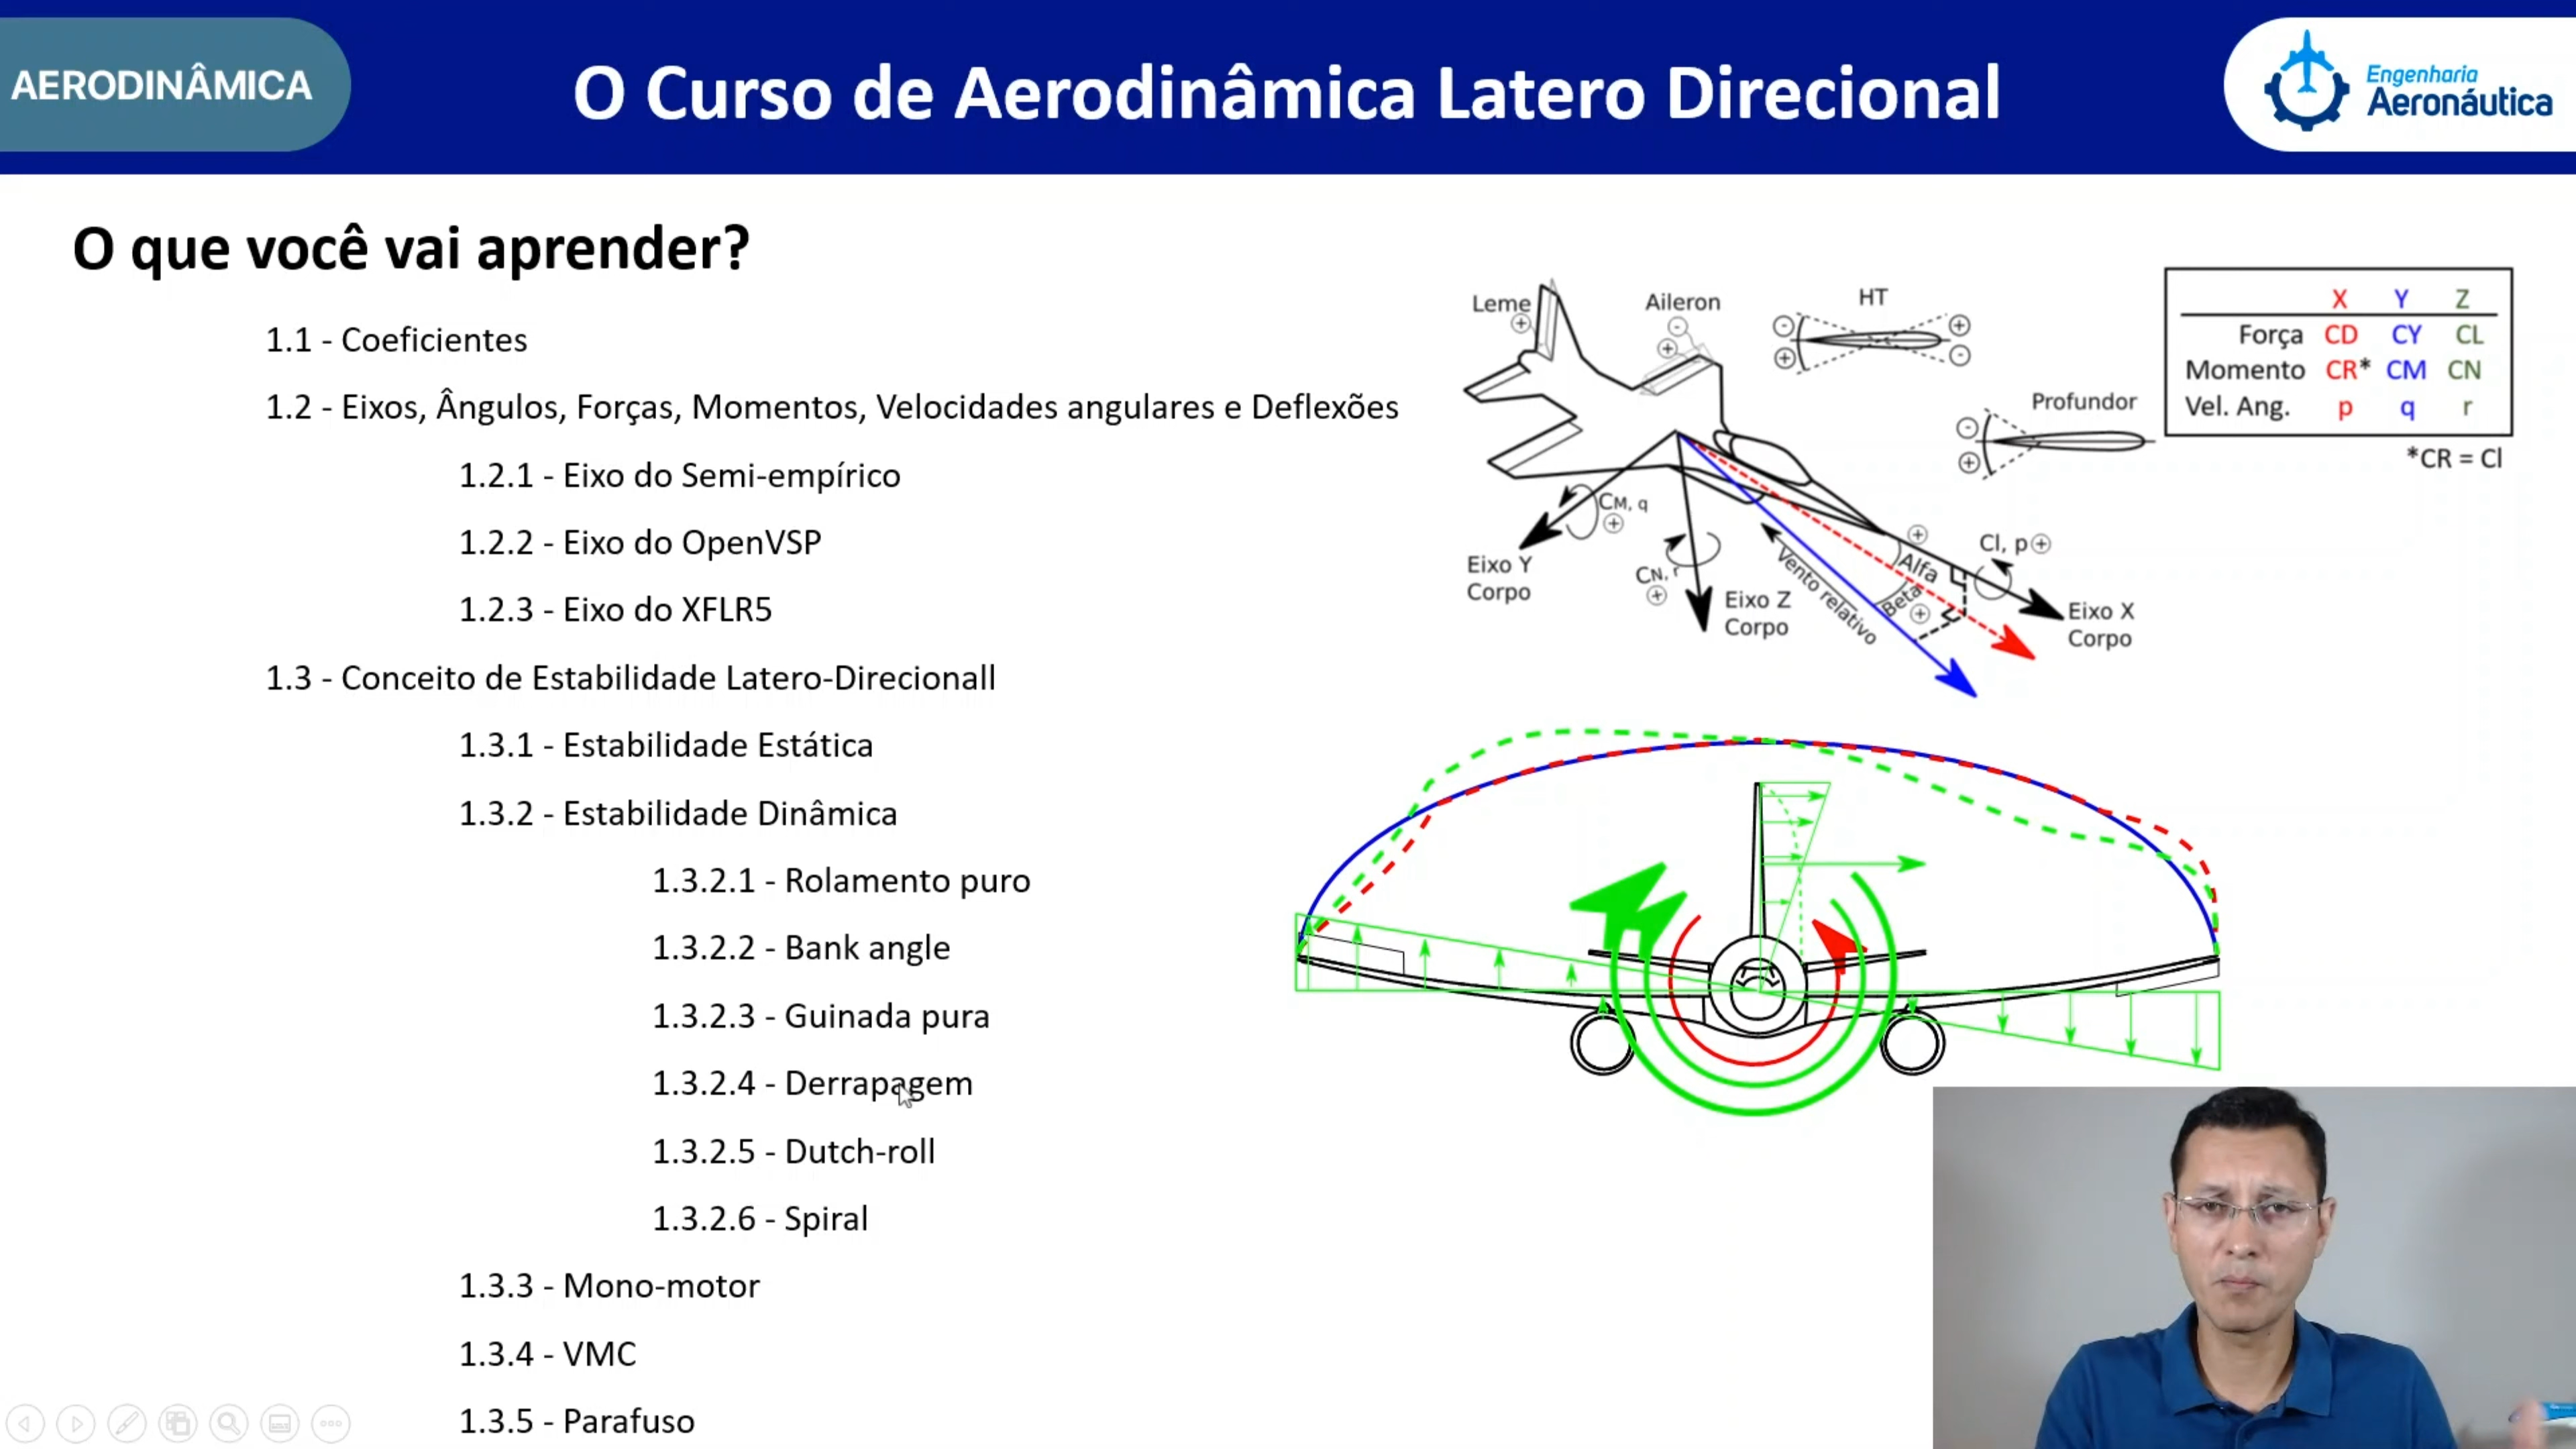 AERODINÂMICA
O Curso de Aerodinâmica Latero Direcional
Engenharia
Aeronáutica
O que você vai aprender?
1.1 - Coeficientes
1.2 - Eixos, Ângulos, Forças, Momentos, Velocidades angulares e Deflexões
1.2.1 - Eixo do Semi-empírico
1.2.2 - Eixo do OpenVSP
1.2.3 - Eixo do XFLR5
1.3 - Conceito de Estabilidade Latero-Direcionall
1.3.1 - Estabilidade Estática
1.3.2 - Estabilidade Dinâmica
1.3.2.1 - Rolamento puro
1.3.2.2 - Bank angle
1.3.2.3 - Guinada pura
1.3.2.4 - Derrapagem
1.3.2.5 - Dutch-roll
1.3.2.6 - Spiral
1.3.3 - Mono-motor
1.3.4 - VMC
1.3.5 - Parafuso
Leme
+
Aileron
-
+
HT
- +
+ -
Profundor
-
+
X Y Z
Força CD CY CL
Momento CR* CM CN
Vel. Ang. p q r
*CR = Cl
CM, q
+
Eixo Y
Corpo
CN, r
+
Eixo Z
Corpo
Vento relativo
+
Alfa
Beta
+
Cl, p +
Eixo X
Corpo